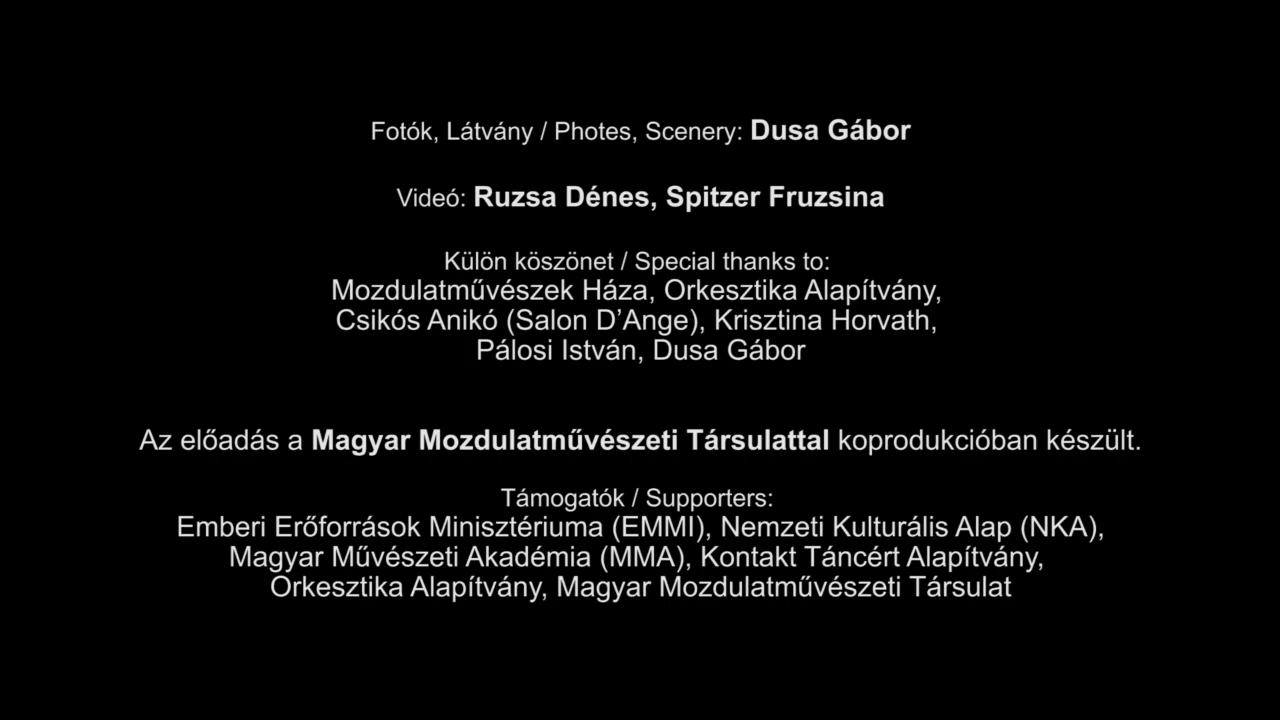 Fotók, Látvány / Photes, Scenery: Dusa Gábor
Videó: Ruzsa Dénes, Spitzer Fruzsina
Külön köszönet / Special thanks to:
Mozdulatművészek Háza, Orkesztika Alapítvány,
Csikós Anikó (Salon D’Ange), Krisztina Horvath,
Pálosi István, Dusa Gábor
Az előadás a Magyar Mozdulatművészeti Társulattal koprodukcióban készült.
Támogatók / Supporters:
Emberi Erőforrások Minisztériuma (EMMI), Nemzeti Kulturális Alap (NKA),
Magyar Művészeti Akadémia (MMA), Kontakt Táncért Alapítvány,
Orkesztika Alapítvány, Magyar Mozdulatművészeti Társulat